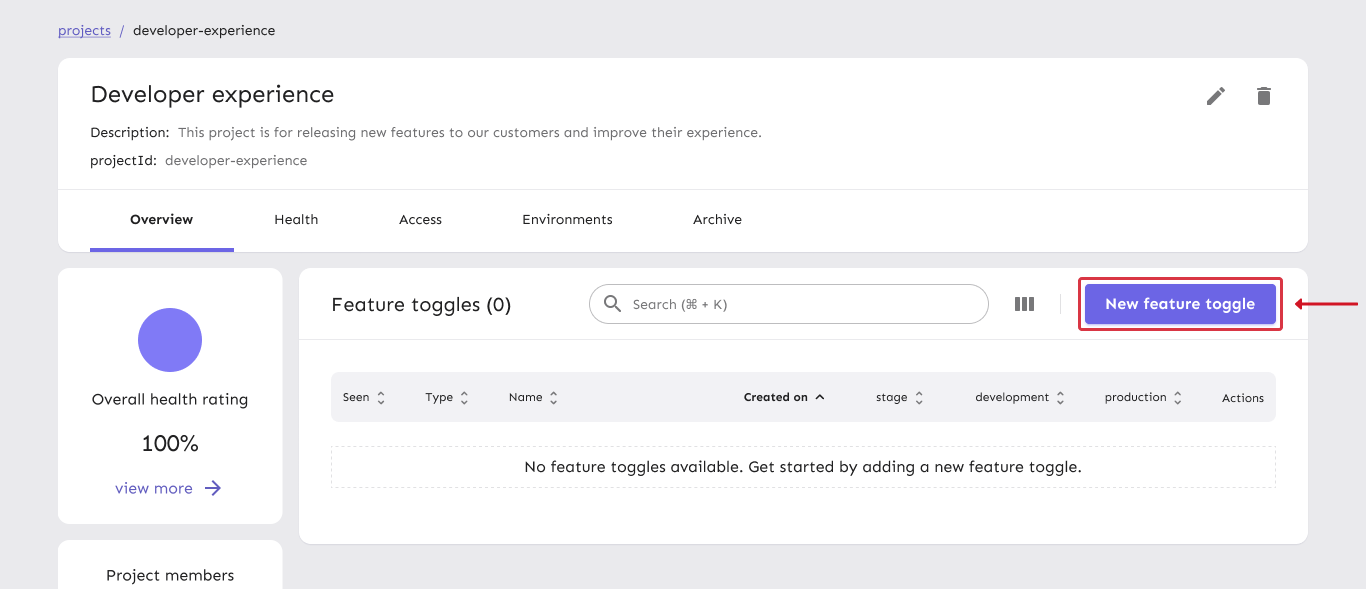 projects / developer-experience
Developer experience
Description: This project is for releasing new features to our customers and improve their experience.
projectId: developer-experience
Overview Health Access Environments Archive
Overall health rating
100%
view more
Project members
Feature toggles (0) Search (⌘ + K) New feature toggle
Seen Type Name Created on stage development production Actions
No feature toggles available. Get started by adding a new feature toggle.